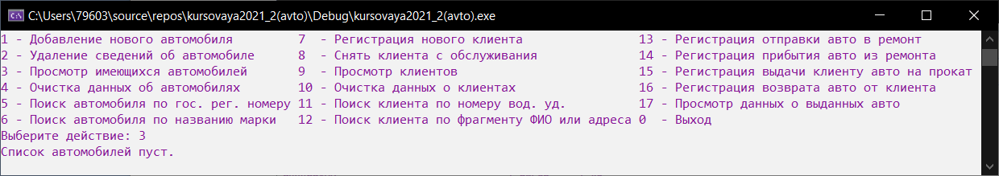 C:\Users\79603\source\repos\kursovaya2021_2(avto)\Debug\kursovaya2021_2(avto).exe
1 - Добавление нового автомобиля 7 - Регистрация нового клиента 13 - Регистрация отправки авто в ремонт
2 - Удаление сведений об автомобиле 8 - Снять клиента с обслуживания 14 - Регистрация прибытия авто из ремонта
3 - Просмотр имеющихся автомобилей 9 - Просмотр клиентов 15 - Регистрация выдачи клиенту авто на прокат
4 - Очистка данных об автомобилях 10 - Очистка данных о клиентах 16 - Регистрация возврата авто от клиента
5 - Поиск автомобиля по гос. рег. номеру 11 - Поиск клиента по номеру вод. уд. 17 - Просмотр данных о выданных авто
6 - Поиск автомобиля по названию марки 12 - Поиск клиента по фрагменту ФИО или адреса 0 - Выход
Выберите действие: 3
Список автомобилей пуст.